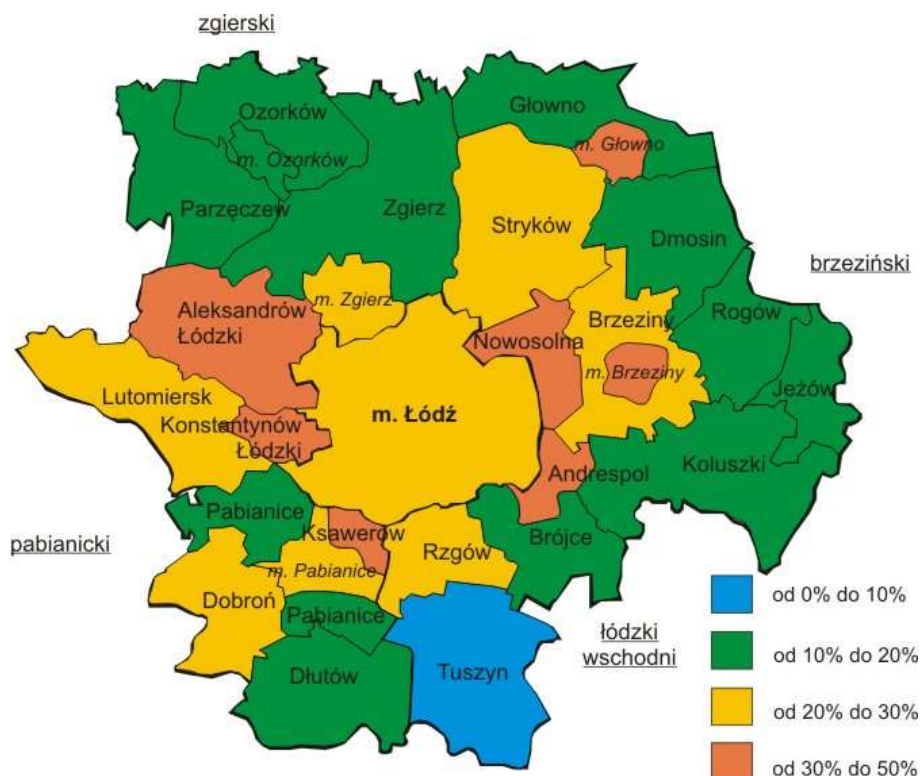 zgierski
Ozorków
Głowno
m. Głowno
m. Ozorków
Parzęczew
Zgierz
Stryków
Dmosin
brzeziński
m. Zgierz
Aleksandrów
Łódzki
Nowosolna
Brzeziny
Rogów
m. Brzeziny
Jeżów
Lutomiersk
Konstantynów
Łódzki
m. Łódź
Andrespol
Koluszki
Pabianice
Ksawerów
Rzgów
Brójce
pabianicki
m. Pabianice
Dobroń
Pabianice
łódzki
wschodni
Dłutów
Tuszyn
od 0% do 10%
od 10% do 20%
od 20% do 30%
od 30% do 50%